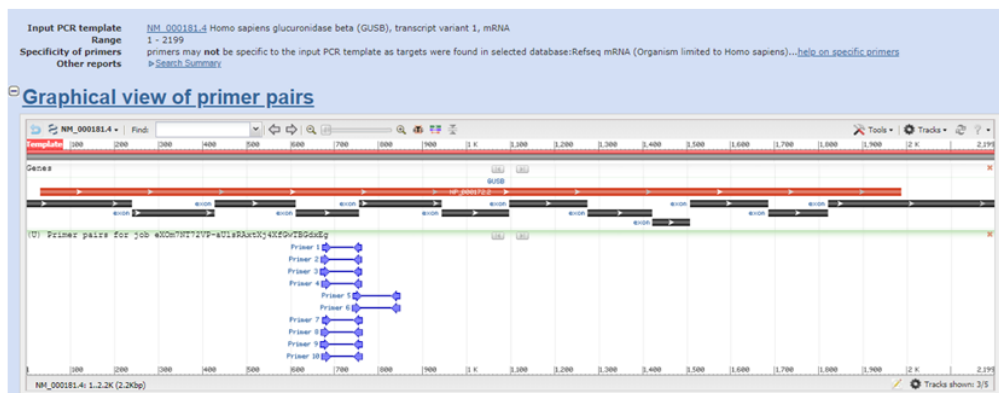 Input PCR template NM_000181.4 Homo sapiens glucuronidase beta (GUSB), transcript variant 1, mRNA
Range 1 - 2199
Specificity of primers primers may not be specific to the input PCR template as targets were found in selected database:Refseq mRNA (Organism limited to Homo sapiens)...help on specific primers
Other reports Search Summary
Graphical view of primer pairs
NM_000181.4 Find: Tools Tracks ?
Template 100 200 300 400 500 600 700 800 900 1 K 1,100 1,200 1,300 1,400 1,500 1,600 1,700 1,800 1,900 2 K 2,199
Genes
GUSB
NP_000172.2
exon exon exon exon exon exon
exon exon exon exon exon
exon
(U) Primer pairs for job
Primer 1
Primer 2
Primer 3
Primer 4
Primer 5
Primer 6
Primer 7
Primer 8
Primer 9
Primer 10
100 200 300 400 500 600 700 800 900 1 K 1,100 1,200 1,300 1,400 1,500 1,600 1,700 1,800 1,900 2 K 2,199
NM_000181.4: 1..2.2K (2.2Kbp) Tracks shown: 3/5